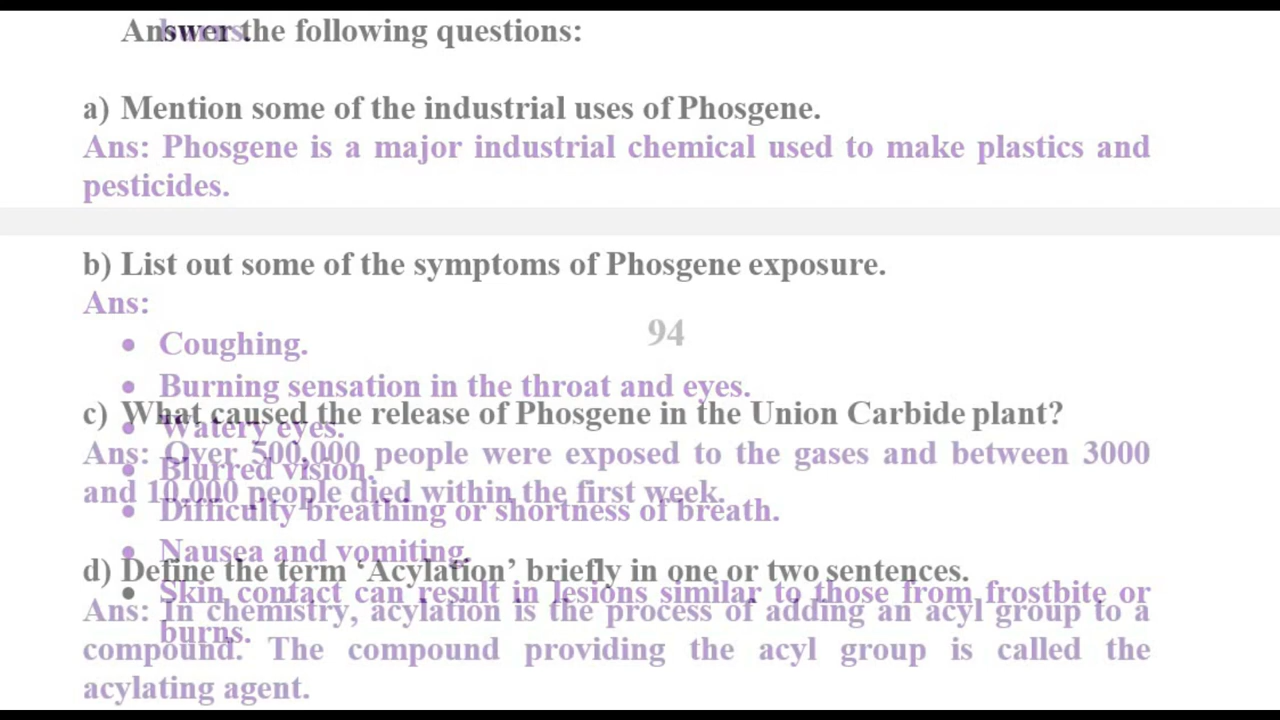 Answer the following questions:
a) Mention some of the industrial uses of Phosgene.
Ans: Phosgene is a major industrial chemical used to make plastics and
pesticides.
b) List out some of the symptoms of Phosgene exposure.
Ans:
94
• Coughing.
• Burning sensation in the throat and eyes.
c) What caused the release of Phosgene in the Union Carbide plant?
• Watery eyes.
Ans: Over 500,000 people were exposed to the gases and between 3000
• Blurred vision.
and 10,000 people died within the first week.
• Difficulty breathing or shortness of breath.
• Nausea and vomiting.
d) Define the term ‘Acylation’ briefly in one or two sentences.
• Skin contact can result in lesions similar to those from frostbite or
Ans: In chemistry, acylation is the process of adding an acyl group to a
burns.
compound. The compound providing the acyl group is called the
acylating agent.